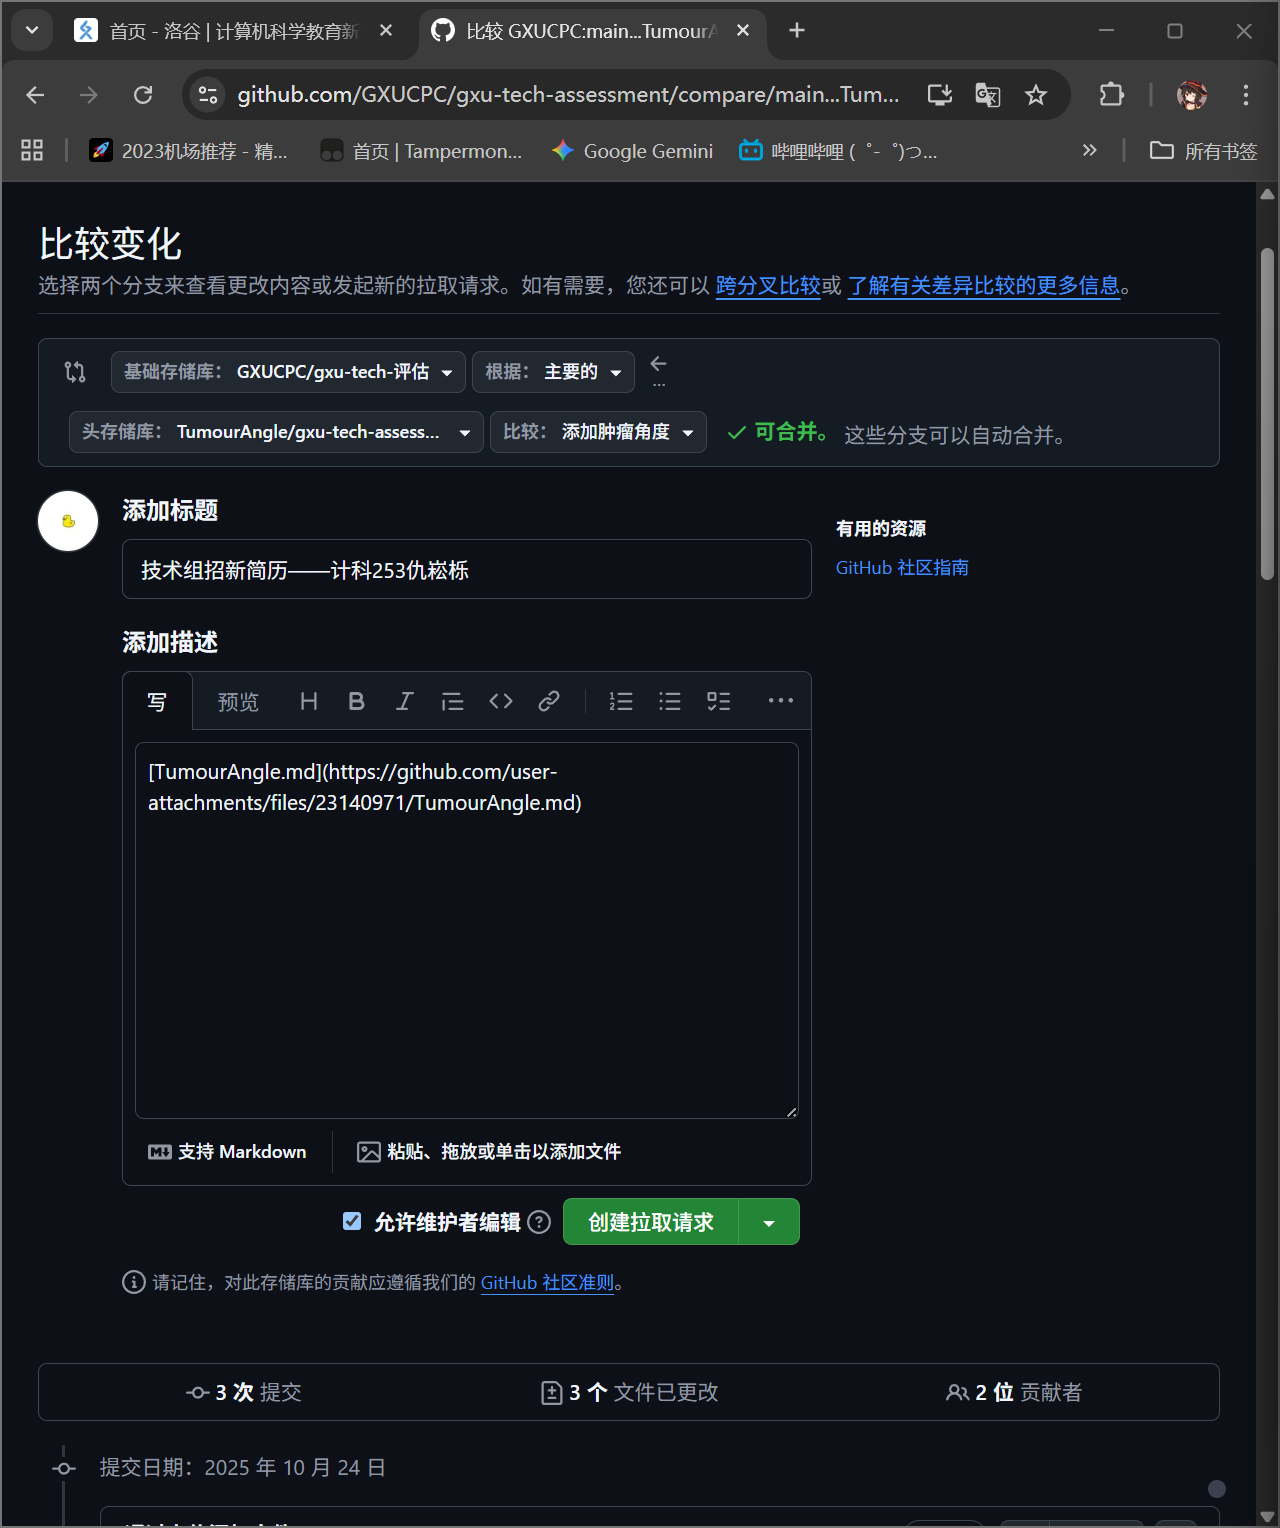 首页 - 洛谷 | 计算机科学教育新
比较 GXUCPC:main...TumourA
github.com/GXUCPC/gxu-tech-assessment/compare/main...Tum...
2023机场推荐 - 精...
首页 | Tampermon...
Google Gemini
哔哩哔哩 (゜-゜)つ...
所有书签
比较变化
选择两个分支来查看更改内容或发起新的拉取请求。如有需要，您还可以 跨分叉比较或 了解有关差异比较的更多信息。
基础存储库： GXUCPC/gxu-tech-评估
根据： 主要的
...
头存储库： TumourAngle/gxu-tech-assess...
比较： 添加肿瘤角度
可合并。 这些分支可以自动合并。
添加标题
技术组招新简历——计科253仇崧栎
有用的资源
GitHub 社区指南
添加描述
写 预览
[TumourAngle.md](https://github.com/user-
attachments/files/23140971/TumourAngle.md)
支持 Markdown
粘贴、拖放或单击以添加文件
允许维护者编辑
创建拉取请求
请记住，对此存储库的贡献应遵循我们的 GitHub 社区准则。
3 次 提交
3 个 文件已更改
2 位 贡献者
提交日期：2025 年 10 月 24 日